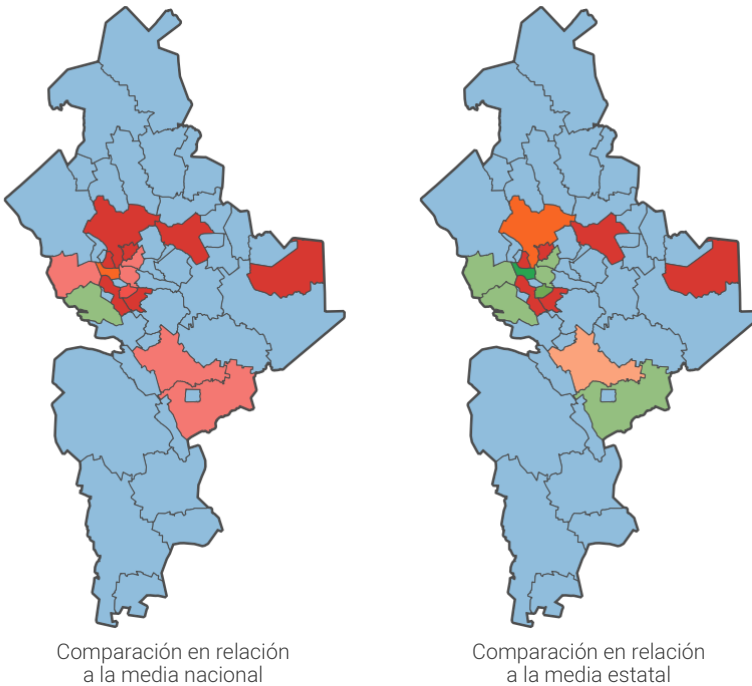 Comparación en relación
a la media nacional
Comparación en relación
a la media estatal